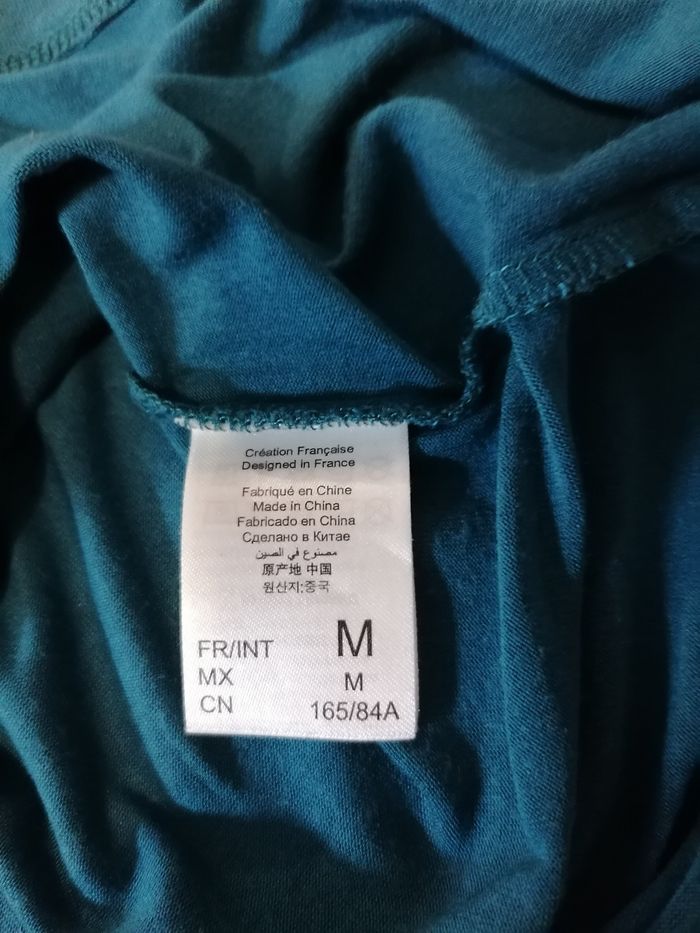 Création Française
Designed in France
Fabriqué en Chine
Made in China
Fabricado en China
Сделано в Китае
مصنوع في الصين
原产地 中国
원산지:중국
FR/INT M
MX M
CN 165/84A